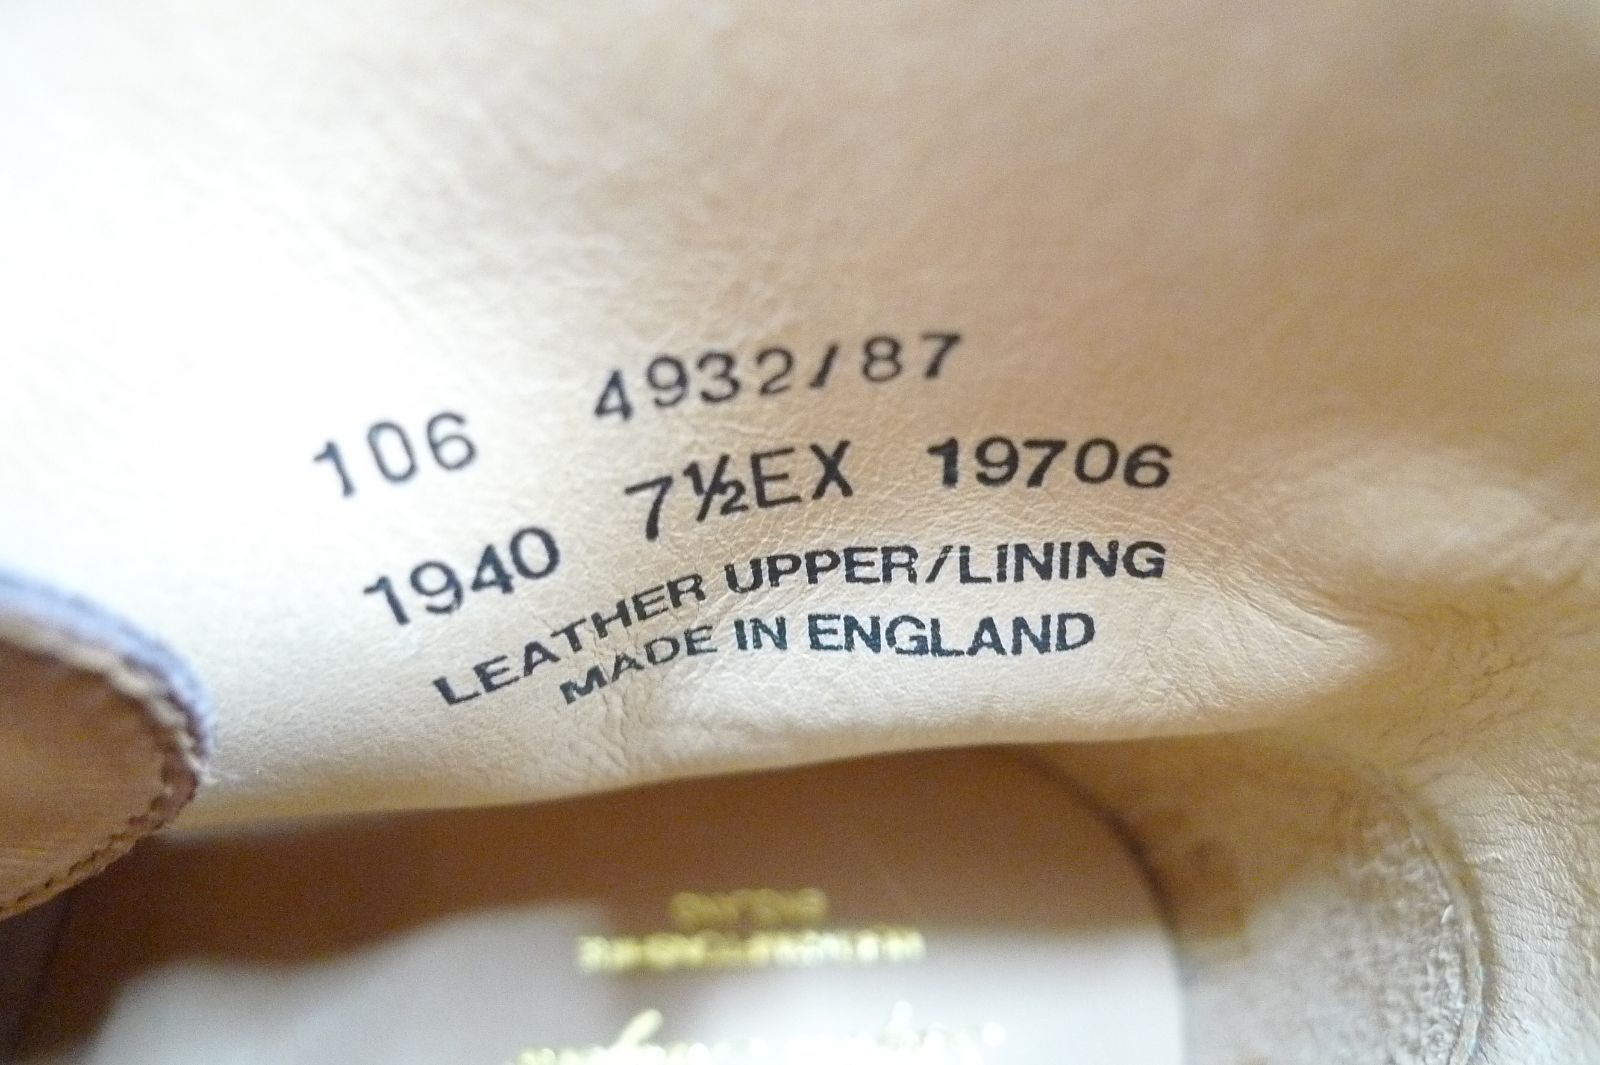 106 4932/87
1940 7½EX 19706
LEATHER UPPER/LINING
MADE IN ENGLAND